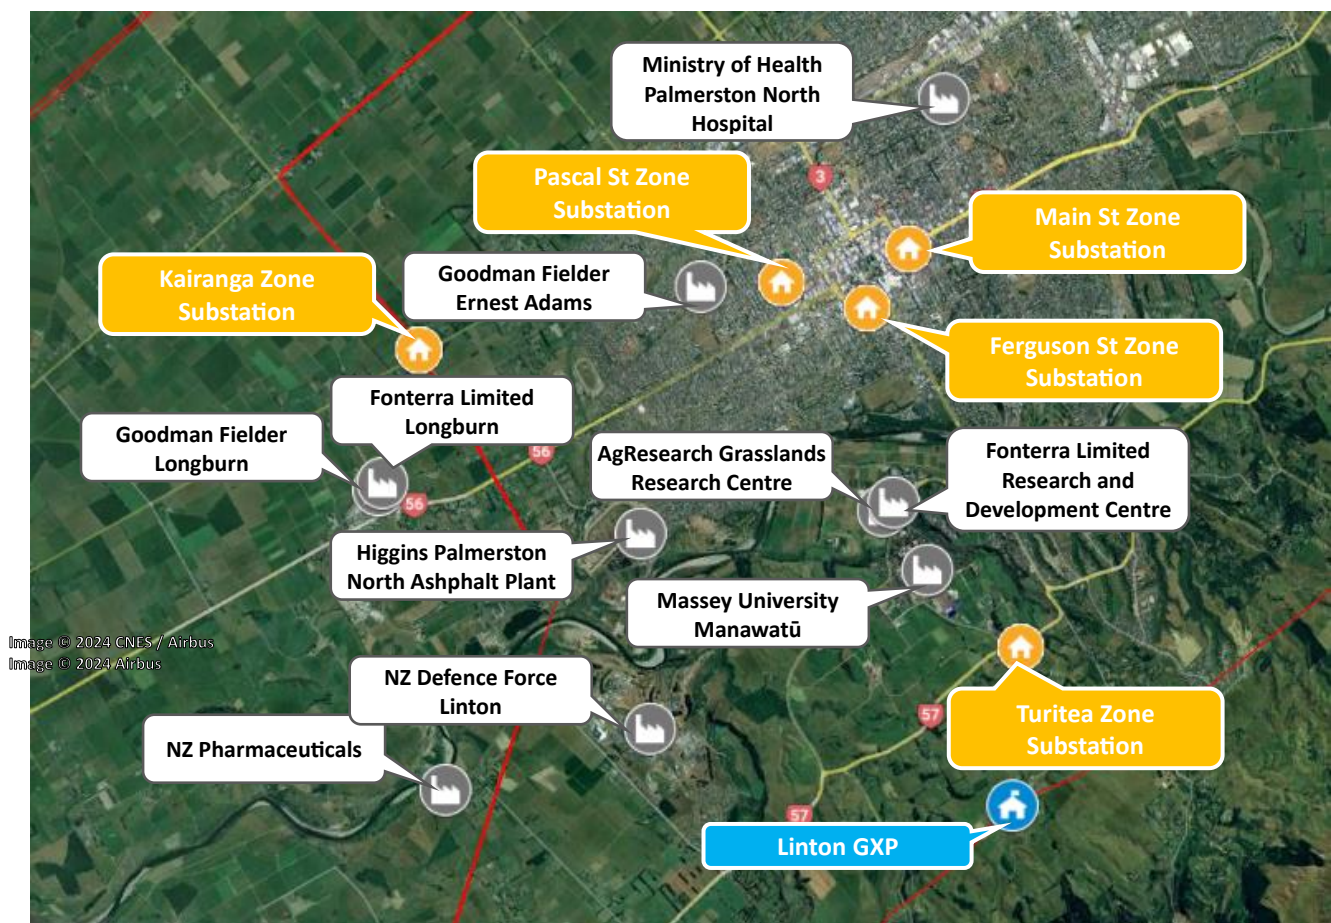 Ministry of Health
Palmerston North
Hospital
Pascal St Zone
Substation
3
Main St Zone
Substation
Kairanga Zone
Substation
Goodman Fielder
Ernest Adams
Ferguson St Zone
Substation
Fonterra Limited
Longburn
Goodman Fielder
Longburn
56
56
AgResearch Grasslands
Research Centre
Fonterra Limited
Research and
Development Centre
Higgins Palmerston
North Ashphalt Plant
Massey University
Manawatū
Image © 2024 CNES / Airbus
Image © 2024 Airbus
NZ Defence Force
Linton
57
Turitea Zone
Substation
NZ Pharmaceuticals
57
Linton GXP